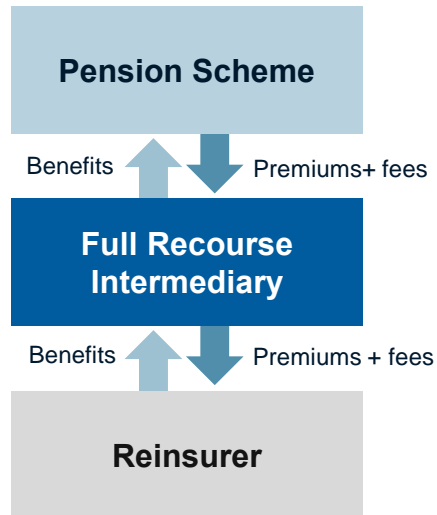 Pension Scheme
Benefits
Premiums+ fees
Full Recourse
Intermediary
Benefits
Premiums + fees
Reinsurer